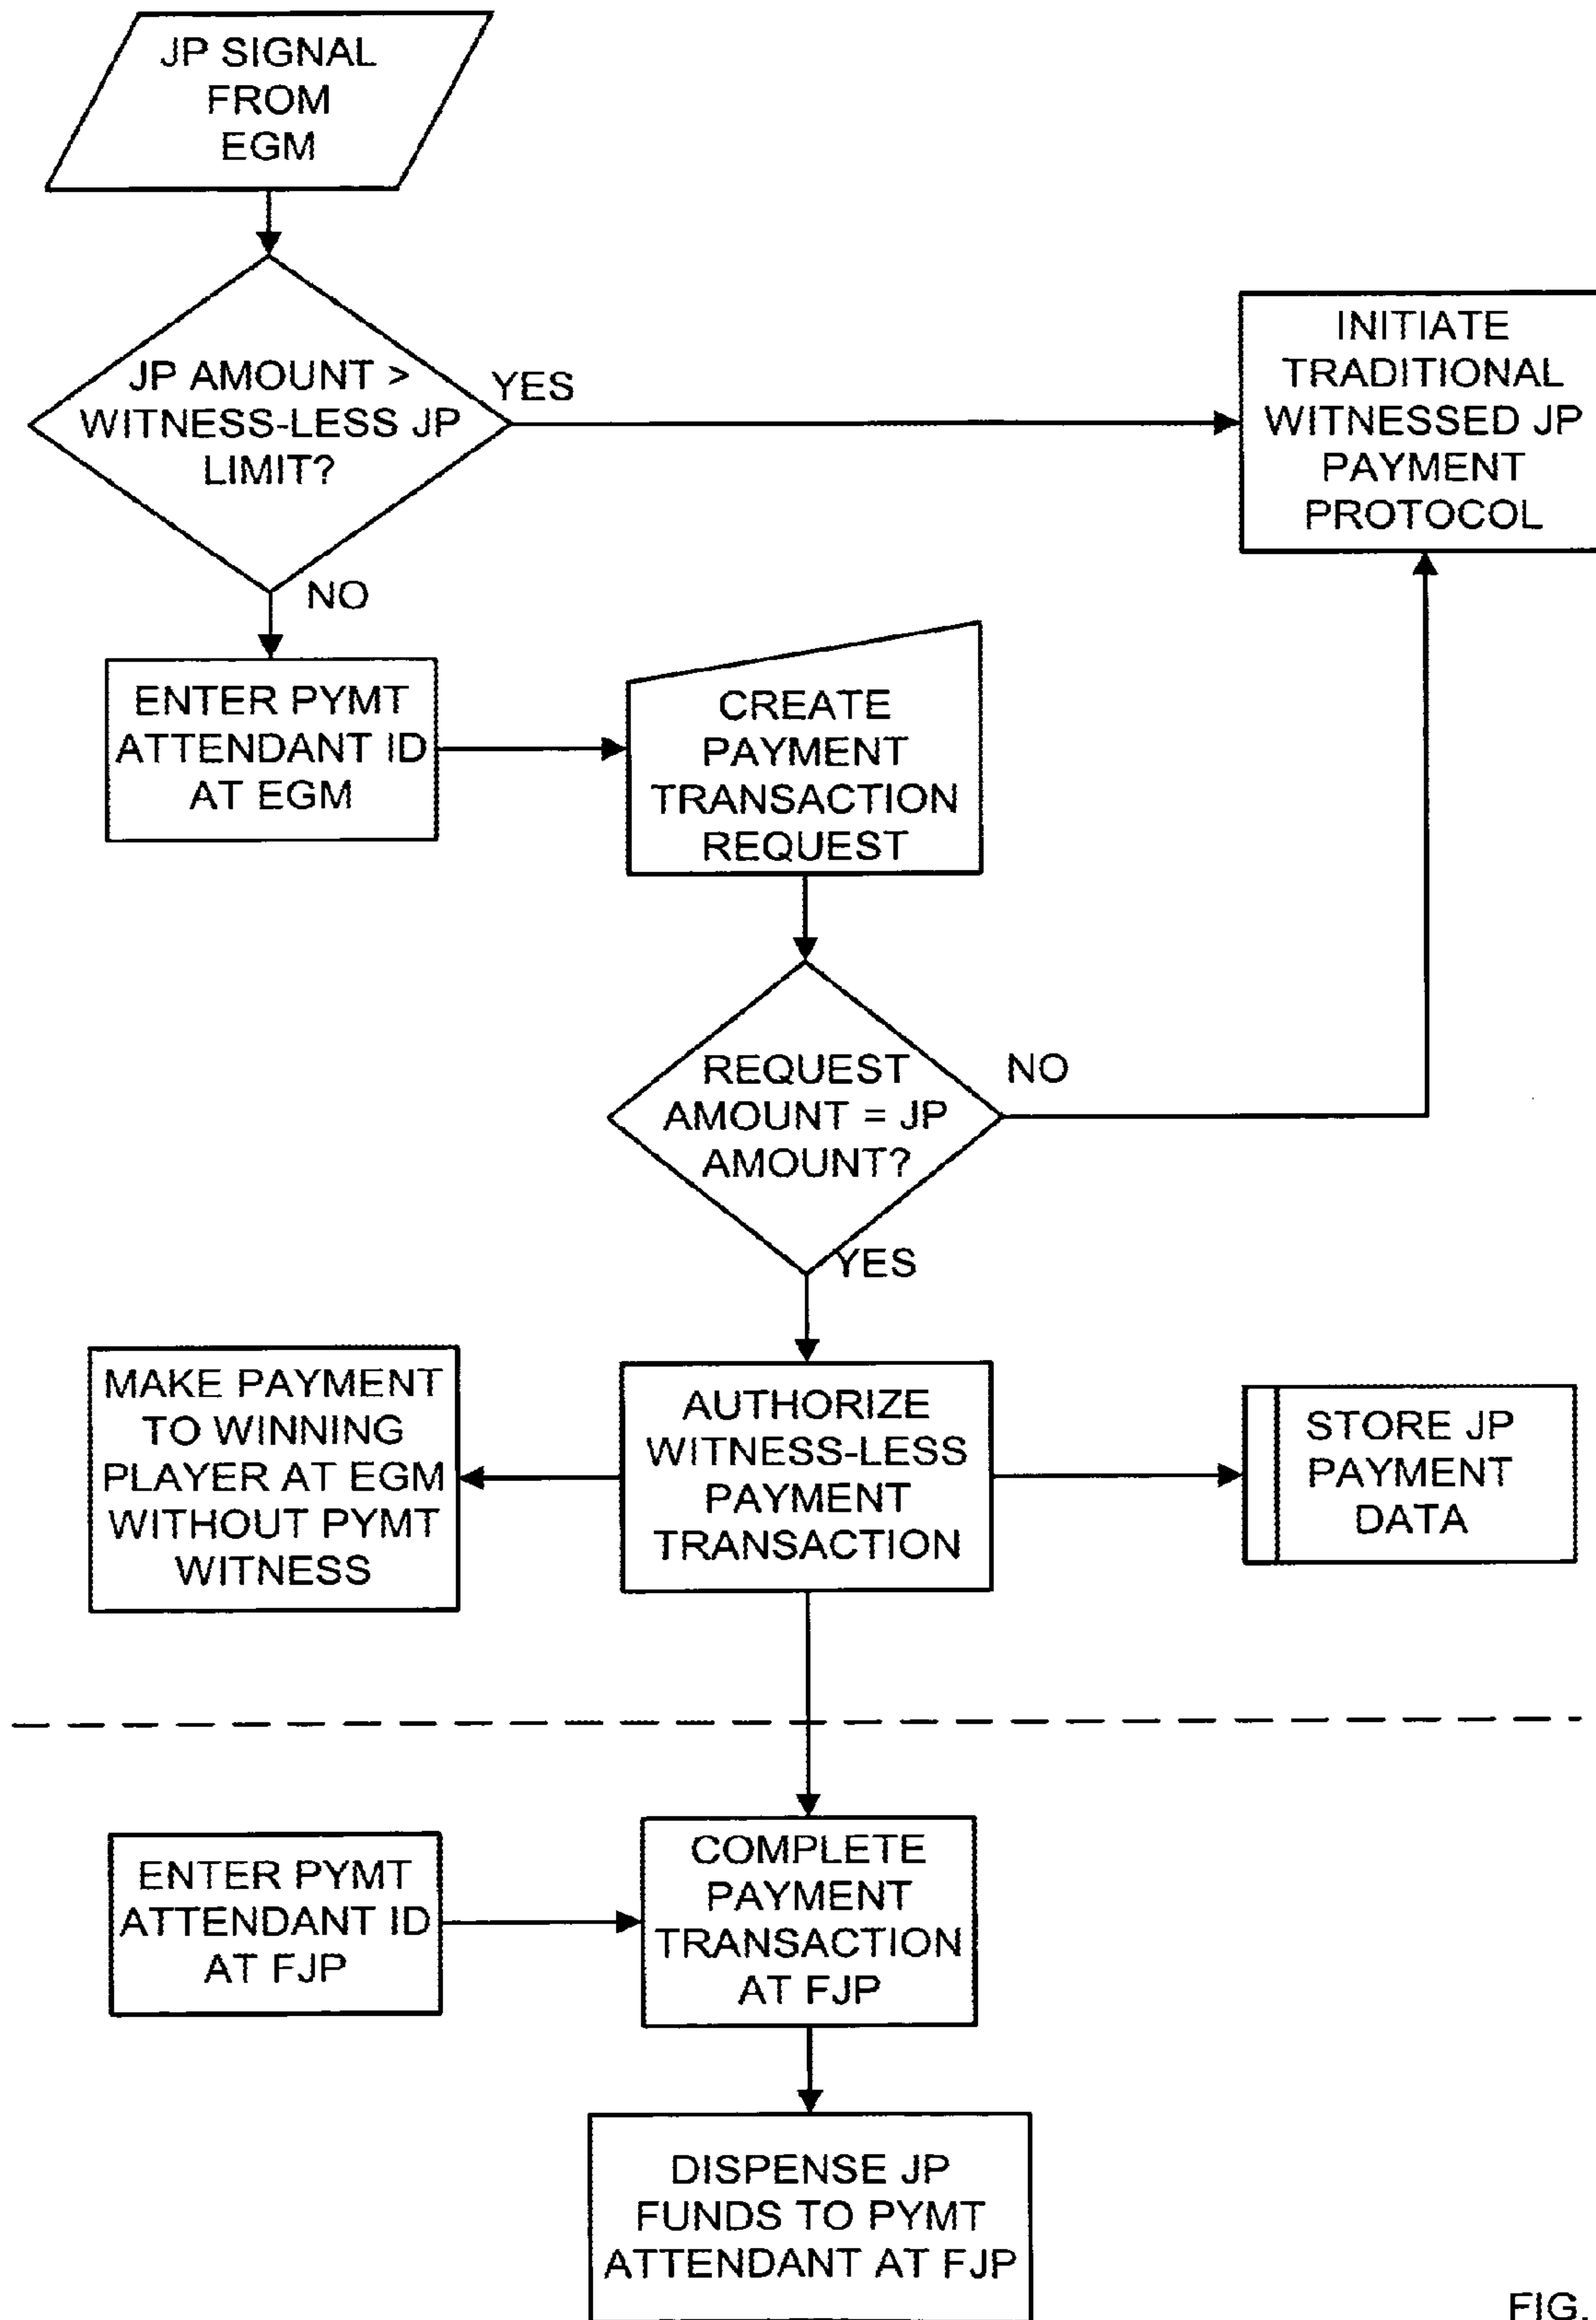 JP SIGNAL
FROM
EGM
JP AMOUNT >
WITNESS-LESS JP
LIMIT?
YES
NO
INITIATE
TRADITIONAL
WITNESSED JP
PAYMENT
PROTOCOL
ENTER PYMT
ATTENDANT ID
AT EGM
CREATE
PAYMENT
TRANSACTION
REQUEST
REQUEST
AMOUNT = JP
AMOUNT?
NO
YES
MAKE PAYMENT
TO WINNING
PLAYER AT EGM
WITHOUT PYMT
WITNESS
AUTHORIZE
WITNESS-LESS
PAYMENT
TRANSACTION
STORE JP
PAYMENT
DATA
ENTER PYMT
ATTENDANT ID
AT FJP
COMPLETE
PAYMENT
TRANSACTION
AT FJP
DISPENSE JP
FUNDS TO PYMT
ATTENDANT AT FJP
FIG.